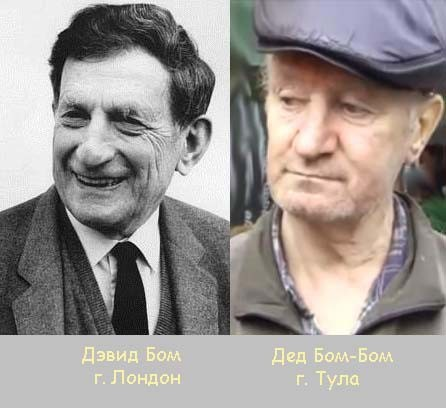 Дэвид Бом
г. Лондон
Дед Бом-Бом
г. Тула